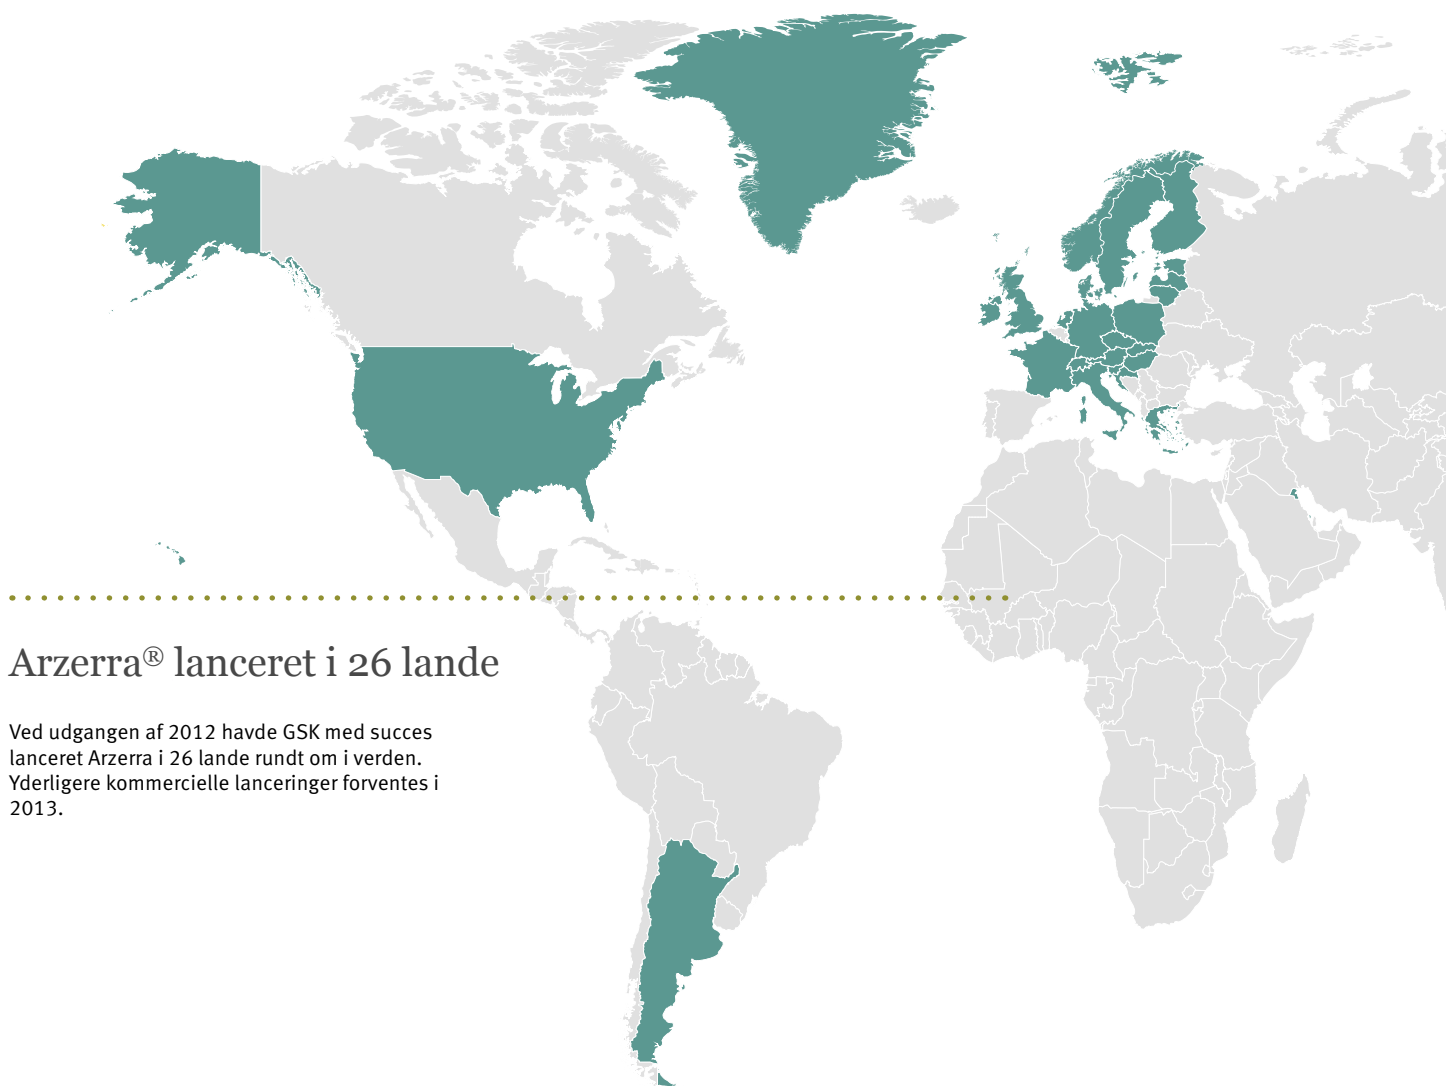 Arzerra® lanceret i 26 lande
Ved udgangen af 2012 havde GSK med succes
lanceret Arzerra i 26 lande rundt om i verden.
Yderligere kommercielle lanceringer forventes i
2013.